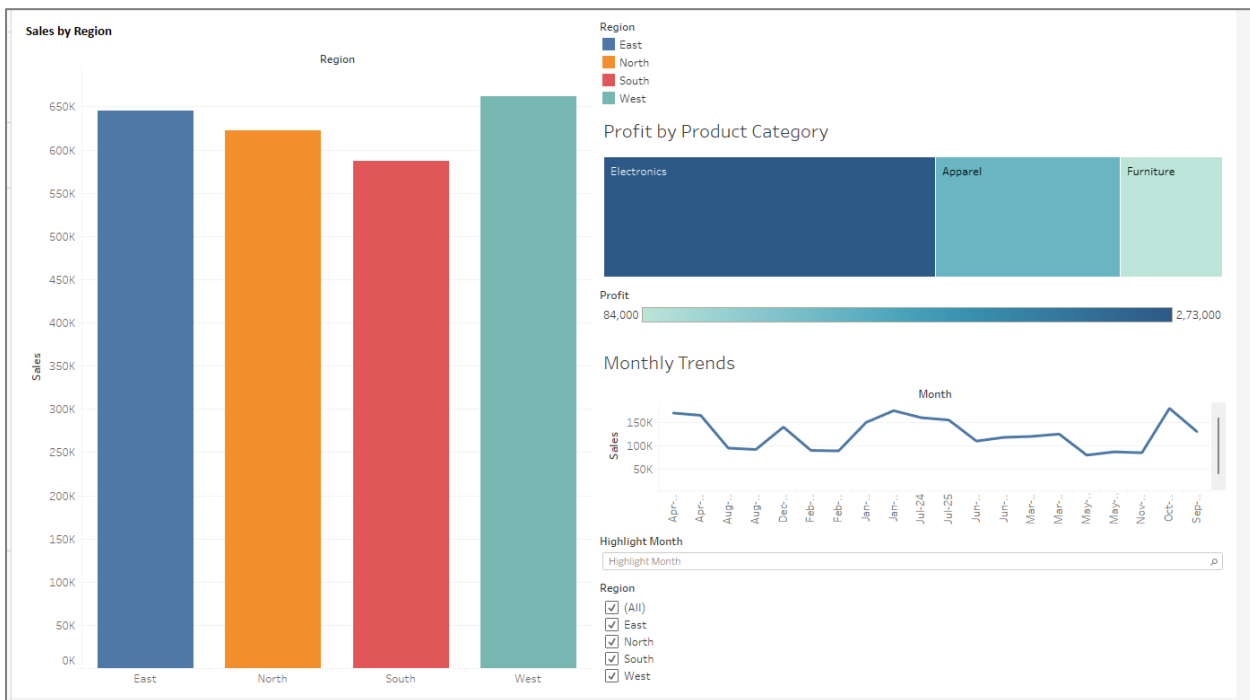 Sales by Region
Region
650K
600K
550K
500K
450K
400K
350K
300K
250K
200K
150K
100K
50K
0K
Sales
East
North
South
West
Region
East
North
South
West
Profit by Product Category
Electronics
Apparel
Furniture
Profit
84,000
2,73,000
Monthly Trends
Month
150K
100K
50K
Sales
Apr-..
Apr-..
Aug-..
Aug-..
Dec-..
Feb-..
Feb-..
Jan-..
Jan-..
Jul-24
Jul-25
Jun-..
Jun-..
Mar-..
Mar-..
May-..
May-..
Nov-..
Oct-..
Sep-..
Highlight Month
Highlight Month
Region
(All)
East
North
South
West